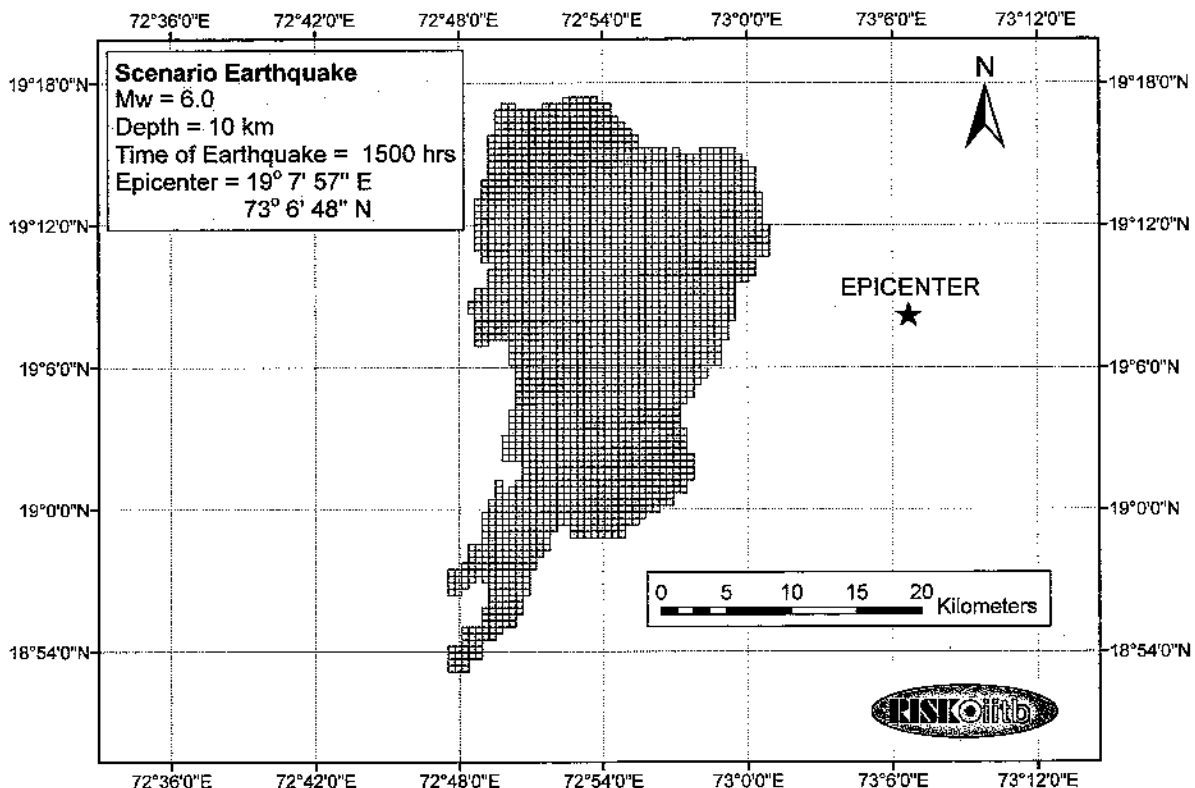 72°36'0"E 72°42'0"E 72°48'0"E 72°54'0"E 73°0'0"E 73°6'0"E 73°12'0"E
Scenario Earthquake
Mw = 6.0
Depth = 10 km
Time of Earthquake = 1500 hrs
Epicenter = 19° 7' 57" E
73° 6' 48" N
N
19°18'0"N 19°18'0"N
19°12'0"N 19°12'0"N
EPICENTER
19°6'0"N 19°6'0"N
19°0'0"N 19°0'0"N
0 5 10 15 20
Kilometers
18°54'0"N 18°54'0"N
RISKiitb
72°36'0"E 72°42'0"E 72°48'0"E 72°54'0"E 73°0'0"E 73°6'0"E 73°13'0"E